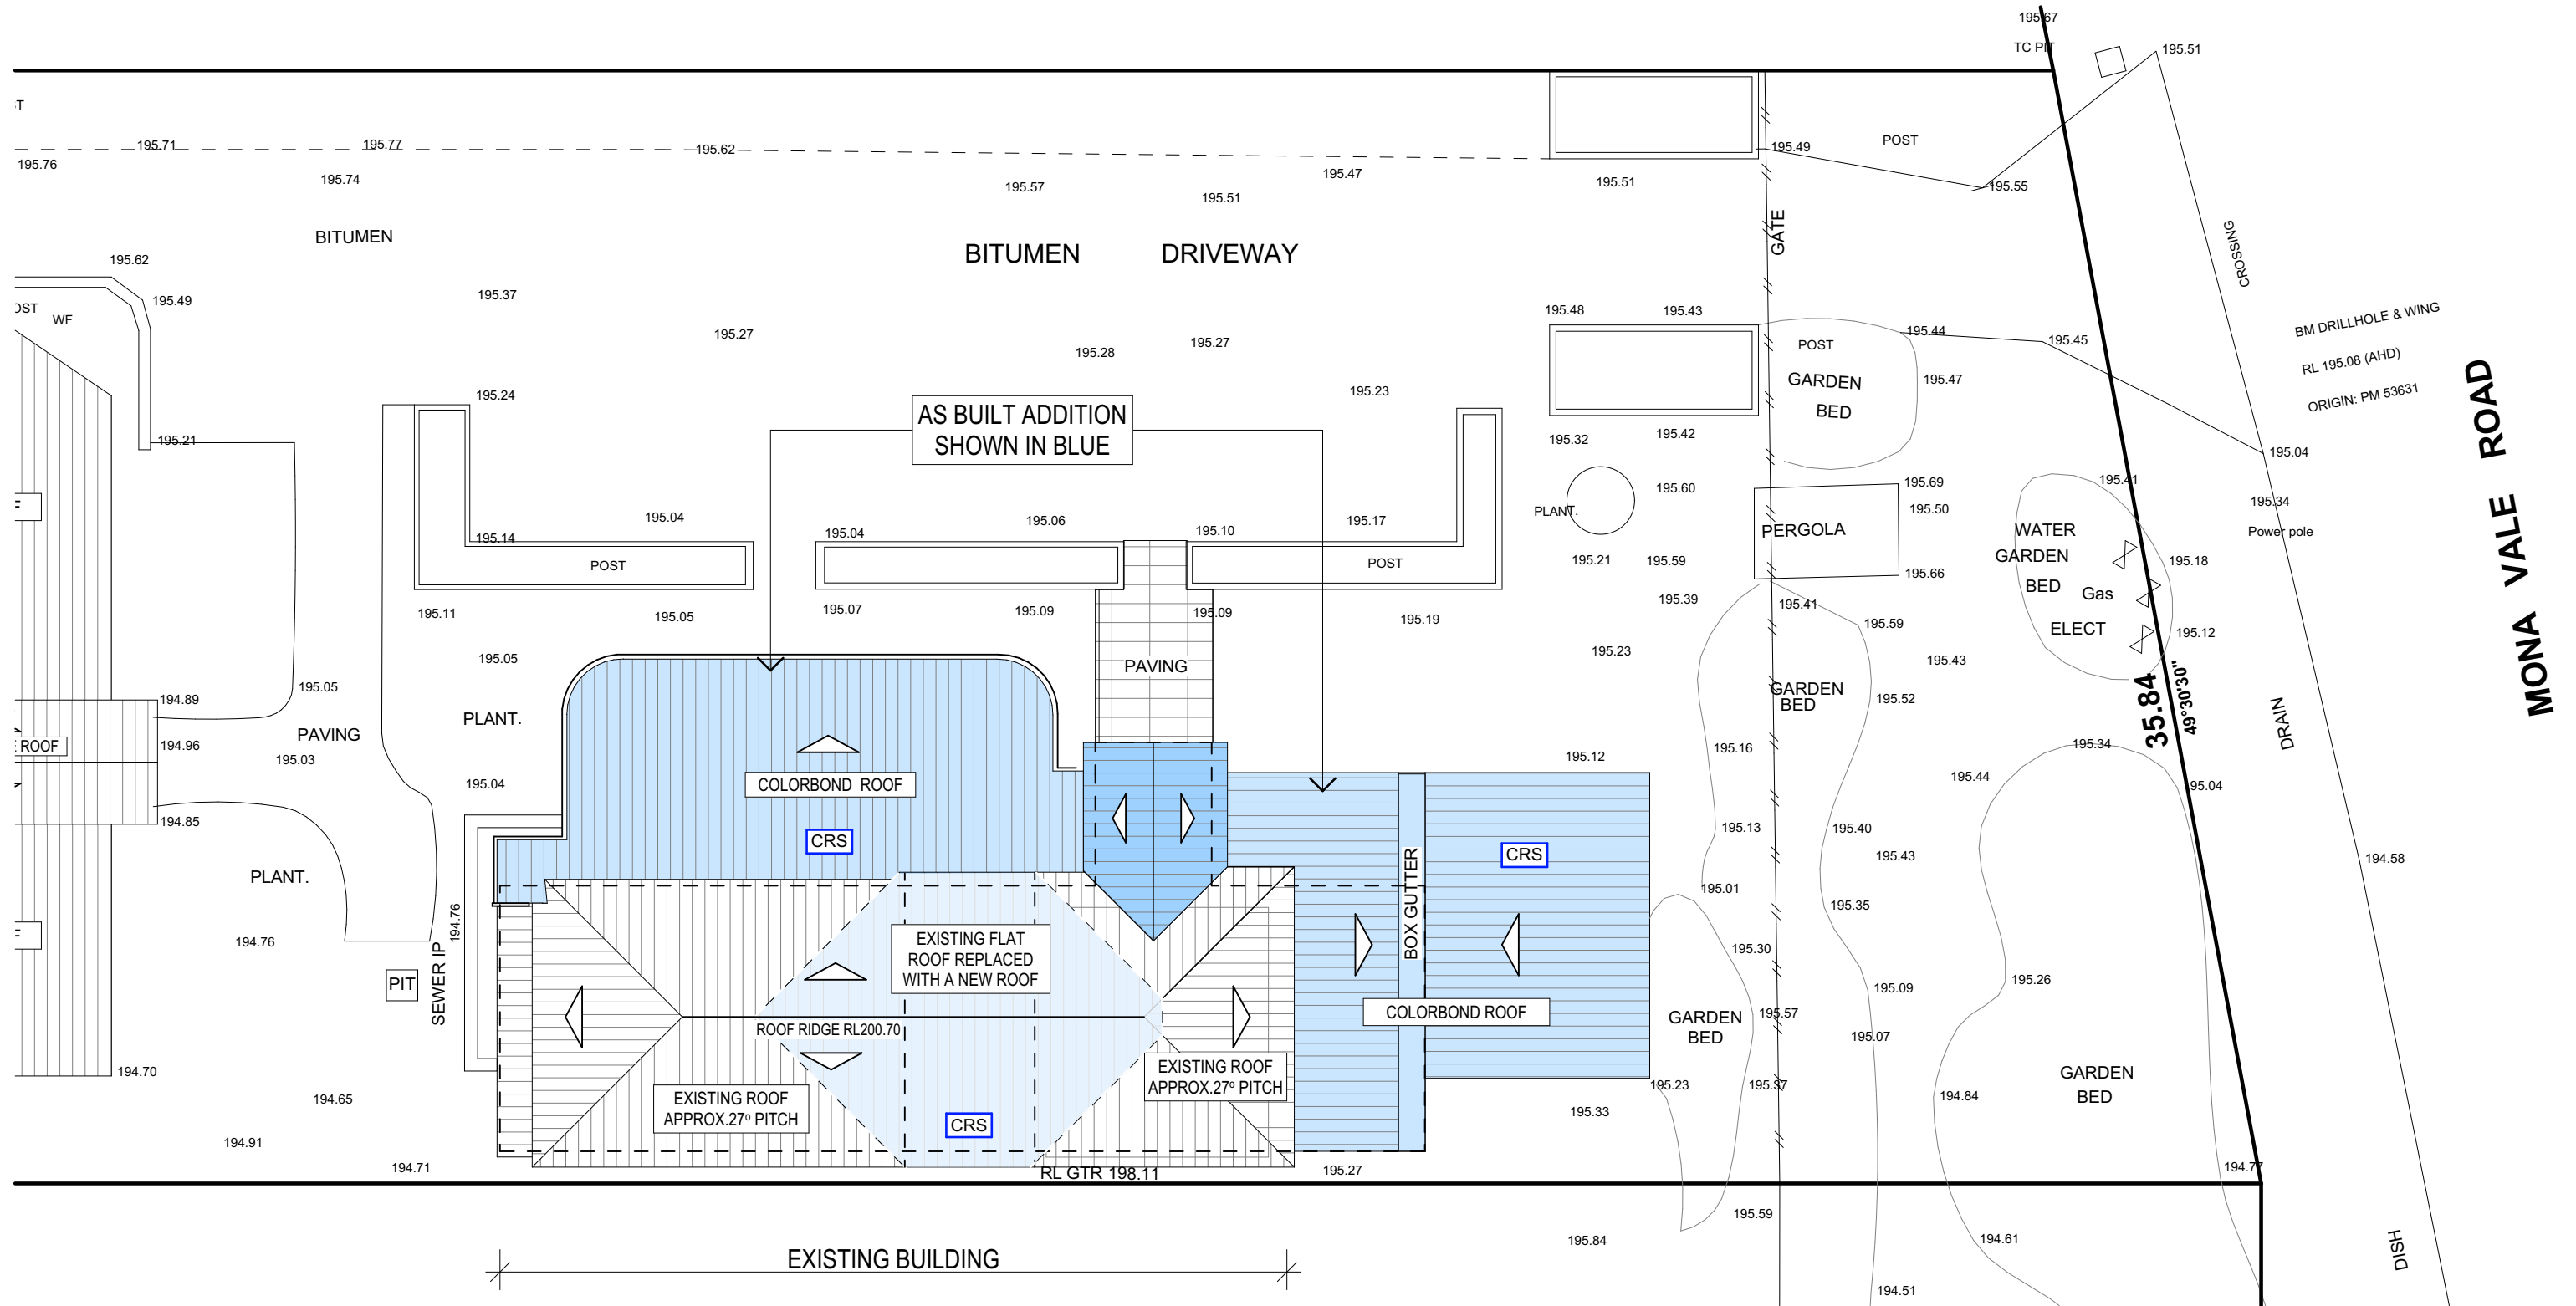 195.67
TC PIT
195.51
195.71
195.77
195.62
195.76
195.74
195.57
195.51
195.47
195.51
195.49
POST
195.55
BITUMEN
BITUMEN DRIVEWAY
GATE
CROSSING
195.62
195.49
WF
195.37
195.27
195.28
195.27
195.48
195.43
195.44
195.45
POST
GARDEN
BED
195.47
BM DRILLHOLE & WING
RL 195.08 (AHD)
ORIGIN: PM 53631
MONA VALE ROAD
195.24
195.21
AS BUILT ADDITION
SHOWN IN BLUE
195.23
195.32
195.42
195.04
195.14
195.04
195.04
195.06
195.10
195.17
PLANT.
195.60
195.69
195.50
195.41
195.34
Power pole
POST
POST
PERGOLA
WATER
GARDEN
BED
Gas
ELECT
195.21
195.59
195.66
195.18
195.11
195.05
195.07
195.09
195.09
195.19
195.39
195.41
195.59
195.12
195.05
195.05
PAVING
195.23
195.43
194.89
PLANT.
GARDEN
BED
195.52
35.84
49°30'30"
DRAIN
ROOF
194.96
PAVING
195.03
195.04
COLORBOND ROOF
195.12
195.16
195.34
195.44
95.04
194.85
CRS
CRS
BOX GUTTER
195.13
195.40
195.43
194.58
PLANT.
195.01
195.35
194.76
194.76
SEWER IP
PIT
EXISTING FLAT
ROOF REPLACED
WITH A NEW ROOF
195.30
195.26
195.09
COLORBOND ROOF
GARDEN
BED
195.57
195.07
ROOF RIDGE RL200.70
EXISTING ROOF
APPROX.27º PITCH
EXISTING ROOF
APPROX.27º PITCH
194.70
194.65
CRS
195.23
195.37
195.33
194.84
GARDEN
BED
194.91
194.71
RL GTR 198.11
195.27
194.77
195.59
195.84
194.61
DISH
EXISTING BUILDING
194.51